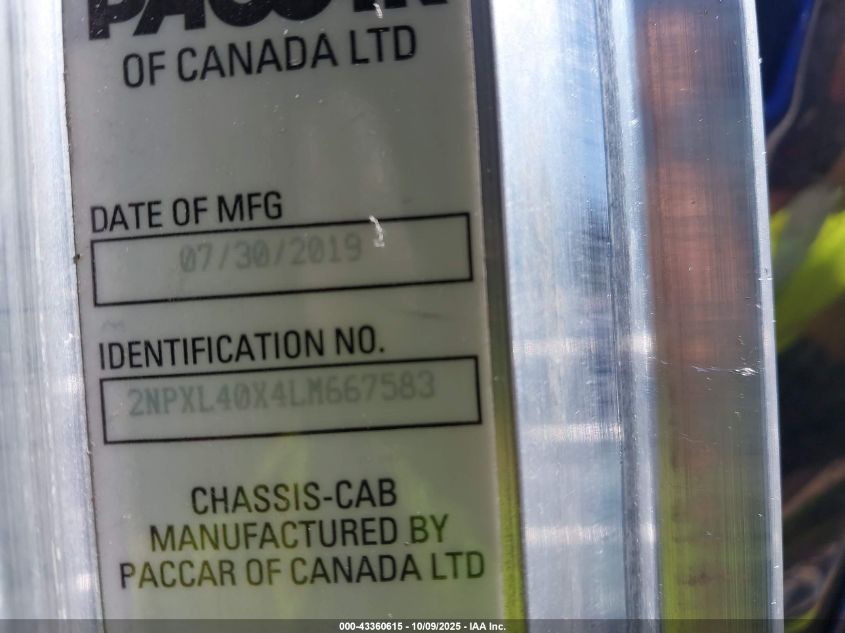 PACCAR
OF CANADA LTD
DATE OF MFG
07/30/2019
IDENTIFICATION NO.
2NPXL40X4LM667583
CHASSIS-CAB
MANUFACTURED BY
PACCAR OF CANADA LTD
000-43360615 - 10/09/2025 - IAA Inc.